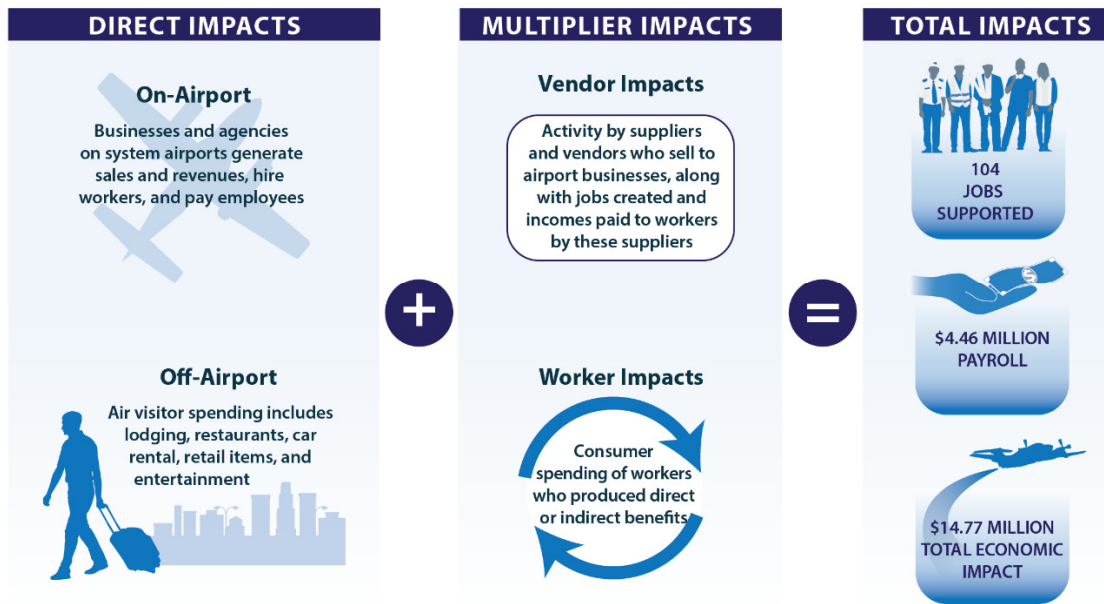 DIRECT IMPACTS
On-Airport
Businesses and agencies
on system airports generate
sales and revenues, hire
workers, and pay employees
Off-Airport
Air visitor spending includes
lodging, restaurants, car
rental, retail items, and
entertainment
+
MULTIPLIER IMPACTS
Vendor Impacts
Activity by suppliers
and vendors who sell to
airport businesses, along
with jobs created and
incomes paid to workers
by these suppliers
Worker Impacts
Consumer
spending of workers
who produced direct
or indirect benefits
=
TOTAL IMPACTS
104
JOBS
SUPPORTED
$
$4.46 MILLION
PAYROLL
$14.77 MILLION
TOTAL ECONOMIC
IMPACT